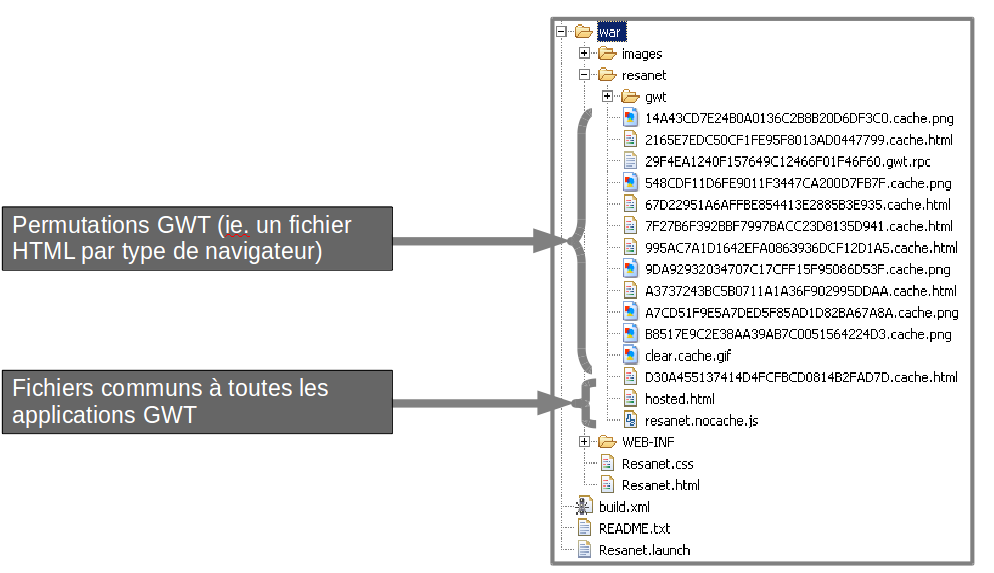 Permutations GWT (ie. un fichier
HTML par type de navigateur)
Fichiers communs à toutes les
applications GWT
war
images
resanet
gwt
14A43CD7E24B0A0136C2B8B20D6DF3C0.cache.png
2165E7EDC50CF1FE95F8013AD0447799.cache.html
29F4EA1240F157649C12466F01F46F60.gwt.rpc
548CDF11D6FE9011F3447CA200D7FB7F.cache.png
67D22951A6AFFBE854413E2885B3E935.cache.html
7F27B6F392BBF7997BACC23D8135D941.cache.html
995AC7A1D1642EFA0863936DCF12D1A5.cache.html
9DA92932034707C17CFF15F95086D53F.cache.png
A3737243BC5B0711A1A36F902995DDAA.cache.html
A7CD51F9E5A7DED5F85AD1D82BA67A8A.cache.png
B8517E9C2E38AA39AB7C0051564224D3.cache.png
clear.cache.gif
D30A455137414D4FCFBCD0814B2FAD7D.cache.html
hosted.html
resanet.nocache.js
WEB-INF
Resanet.css
Resanet.html
build.xml
README.txt
Resanet.launch